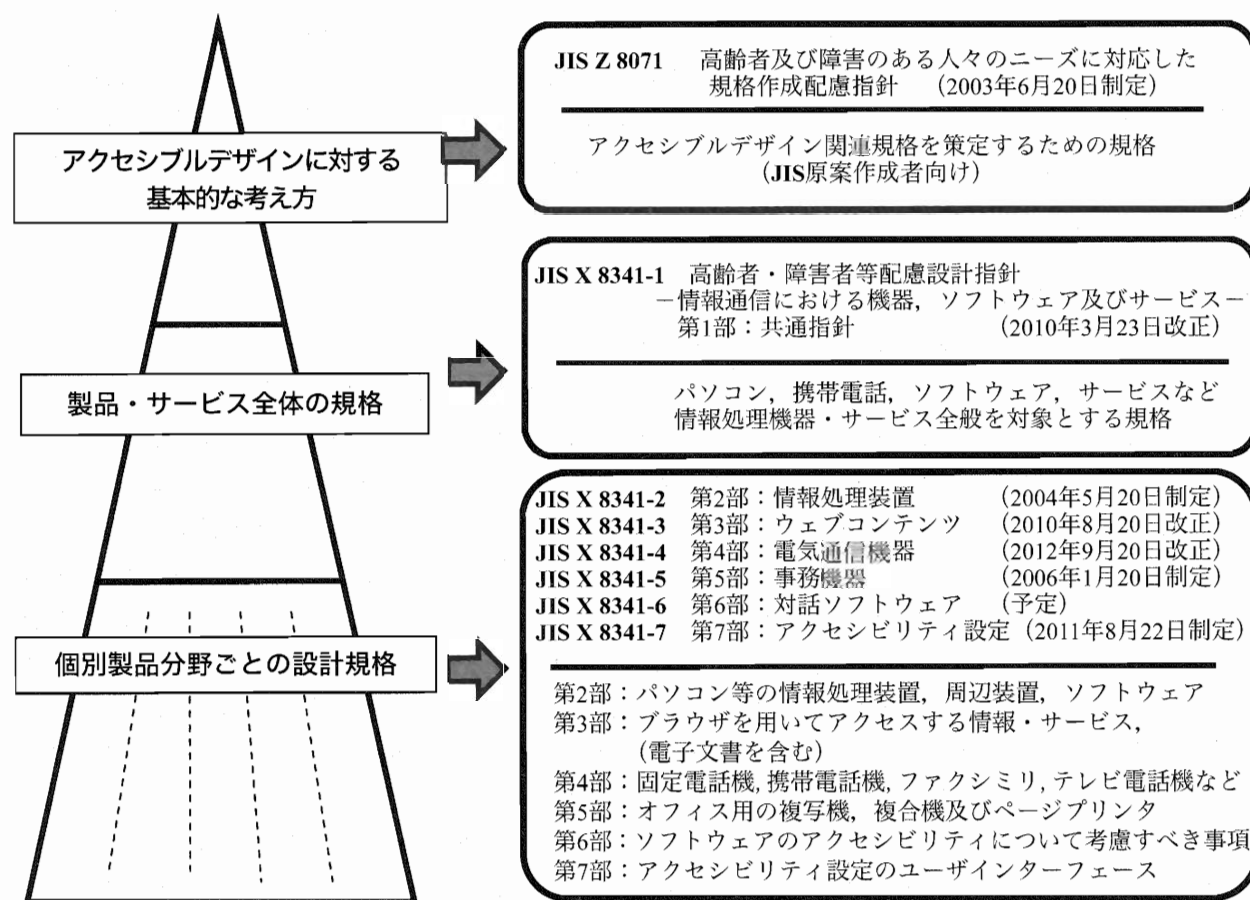 アクセシブルデザインに対する
基本的な考え方
JIS Z 8071 高齢者及び障害のある人々のニーズに対応した
規格作成配慮指針 (2003年6月20日制定)
アクセシブルデザイン関連規格を策定するための規格
(JIS原案作成者向け)
製品・サービス全体の規格
JIS X 8341-1 高齢者・障害者等配慮設計指針
－情報通信における機器，ソフトウェア及びサービス－
第1部：共通指針 (2010年3月23日改正)
パソコン，携帯電話，ソフトウェア，サービスなど
情報処理機器・サービス全般を対象とする規格
個別製品分野ごとの設計規格
JIS X 8341-2 第2部：情報処理装置 (2004年5月20日制定)
JIS X 8341-3 第3部：ウェブコンテンツ (2010年8月20日改正)
JIS X 8341-4 第4部：電気通信機器 (2012年9月20日改正)
JIS X 8341-5 第5部：事務機器 (2006年1月20日制定)
JIS X 8341-6 第6部：対話ソフトウェア (予定)
JIS X 8341-7 第7部：アクセシビリティ設定 (2011年8月22日制定)
第2部：パソコン等の情報処理装置，周辺装置，ソフトウェア
第3部：ブラウザを用いてアクセスする情報・サービス，
(電子文書を含む)
第4部：固定電話機, 携帯電話機, ファクシミリ, テレビ電話機など
第5部：オフィス用の複写機，複合機及びページプリンタ
第6部：ソフトウェアのアクセシビリティについて考慮すべき事項
第7部：アクセシビリティ設定のユーザインターフェース